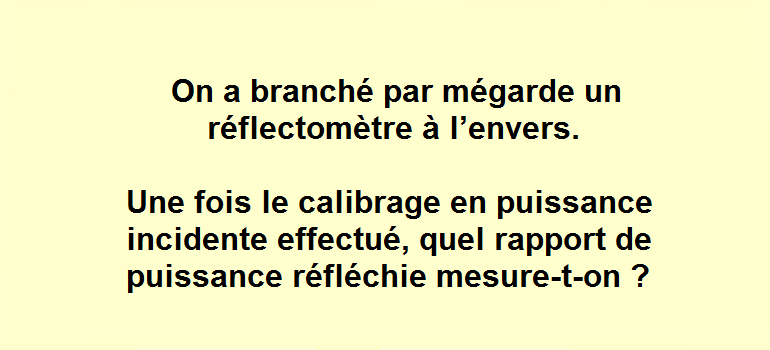 On a branché par mégarde un
réflectomètre à l’envers.
Une fois le calibrage en puissance
incidente effectué, quel rapport de
puissance réfléchie mesure-t-on ?